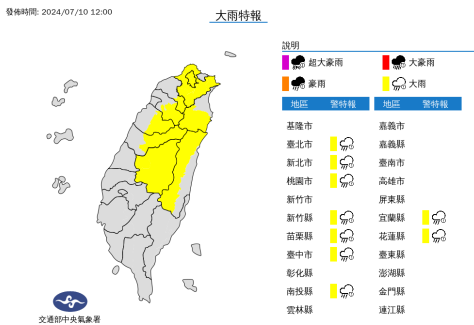 發佈時間: 2024/07/10 12:00
大雨特報
說明
超大豪雨 大豪雨
豪雨 大雨
地區 警特報 地區 警特報
基隆市 嘉義市
臺北市 嘉義縣
新北市 臺南市
桃園市 高雄市
新竹市 屏東縣
新竹縣 宜蘭縣
苗栗縣 花蓮縣
臺中市 臺東縣
彰化縣 澎湖縣
南投縣 金門縣
雲林縣 連江縣
交通部中央氣象署